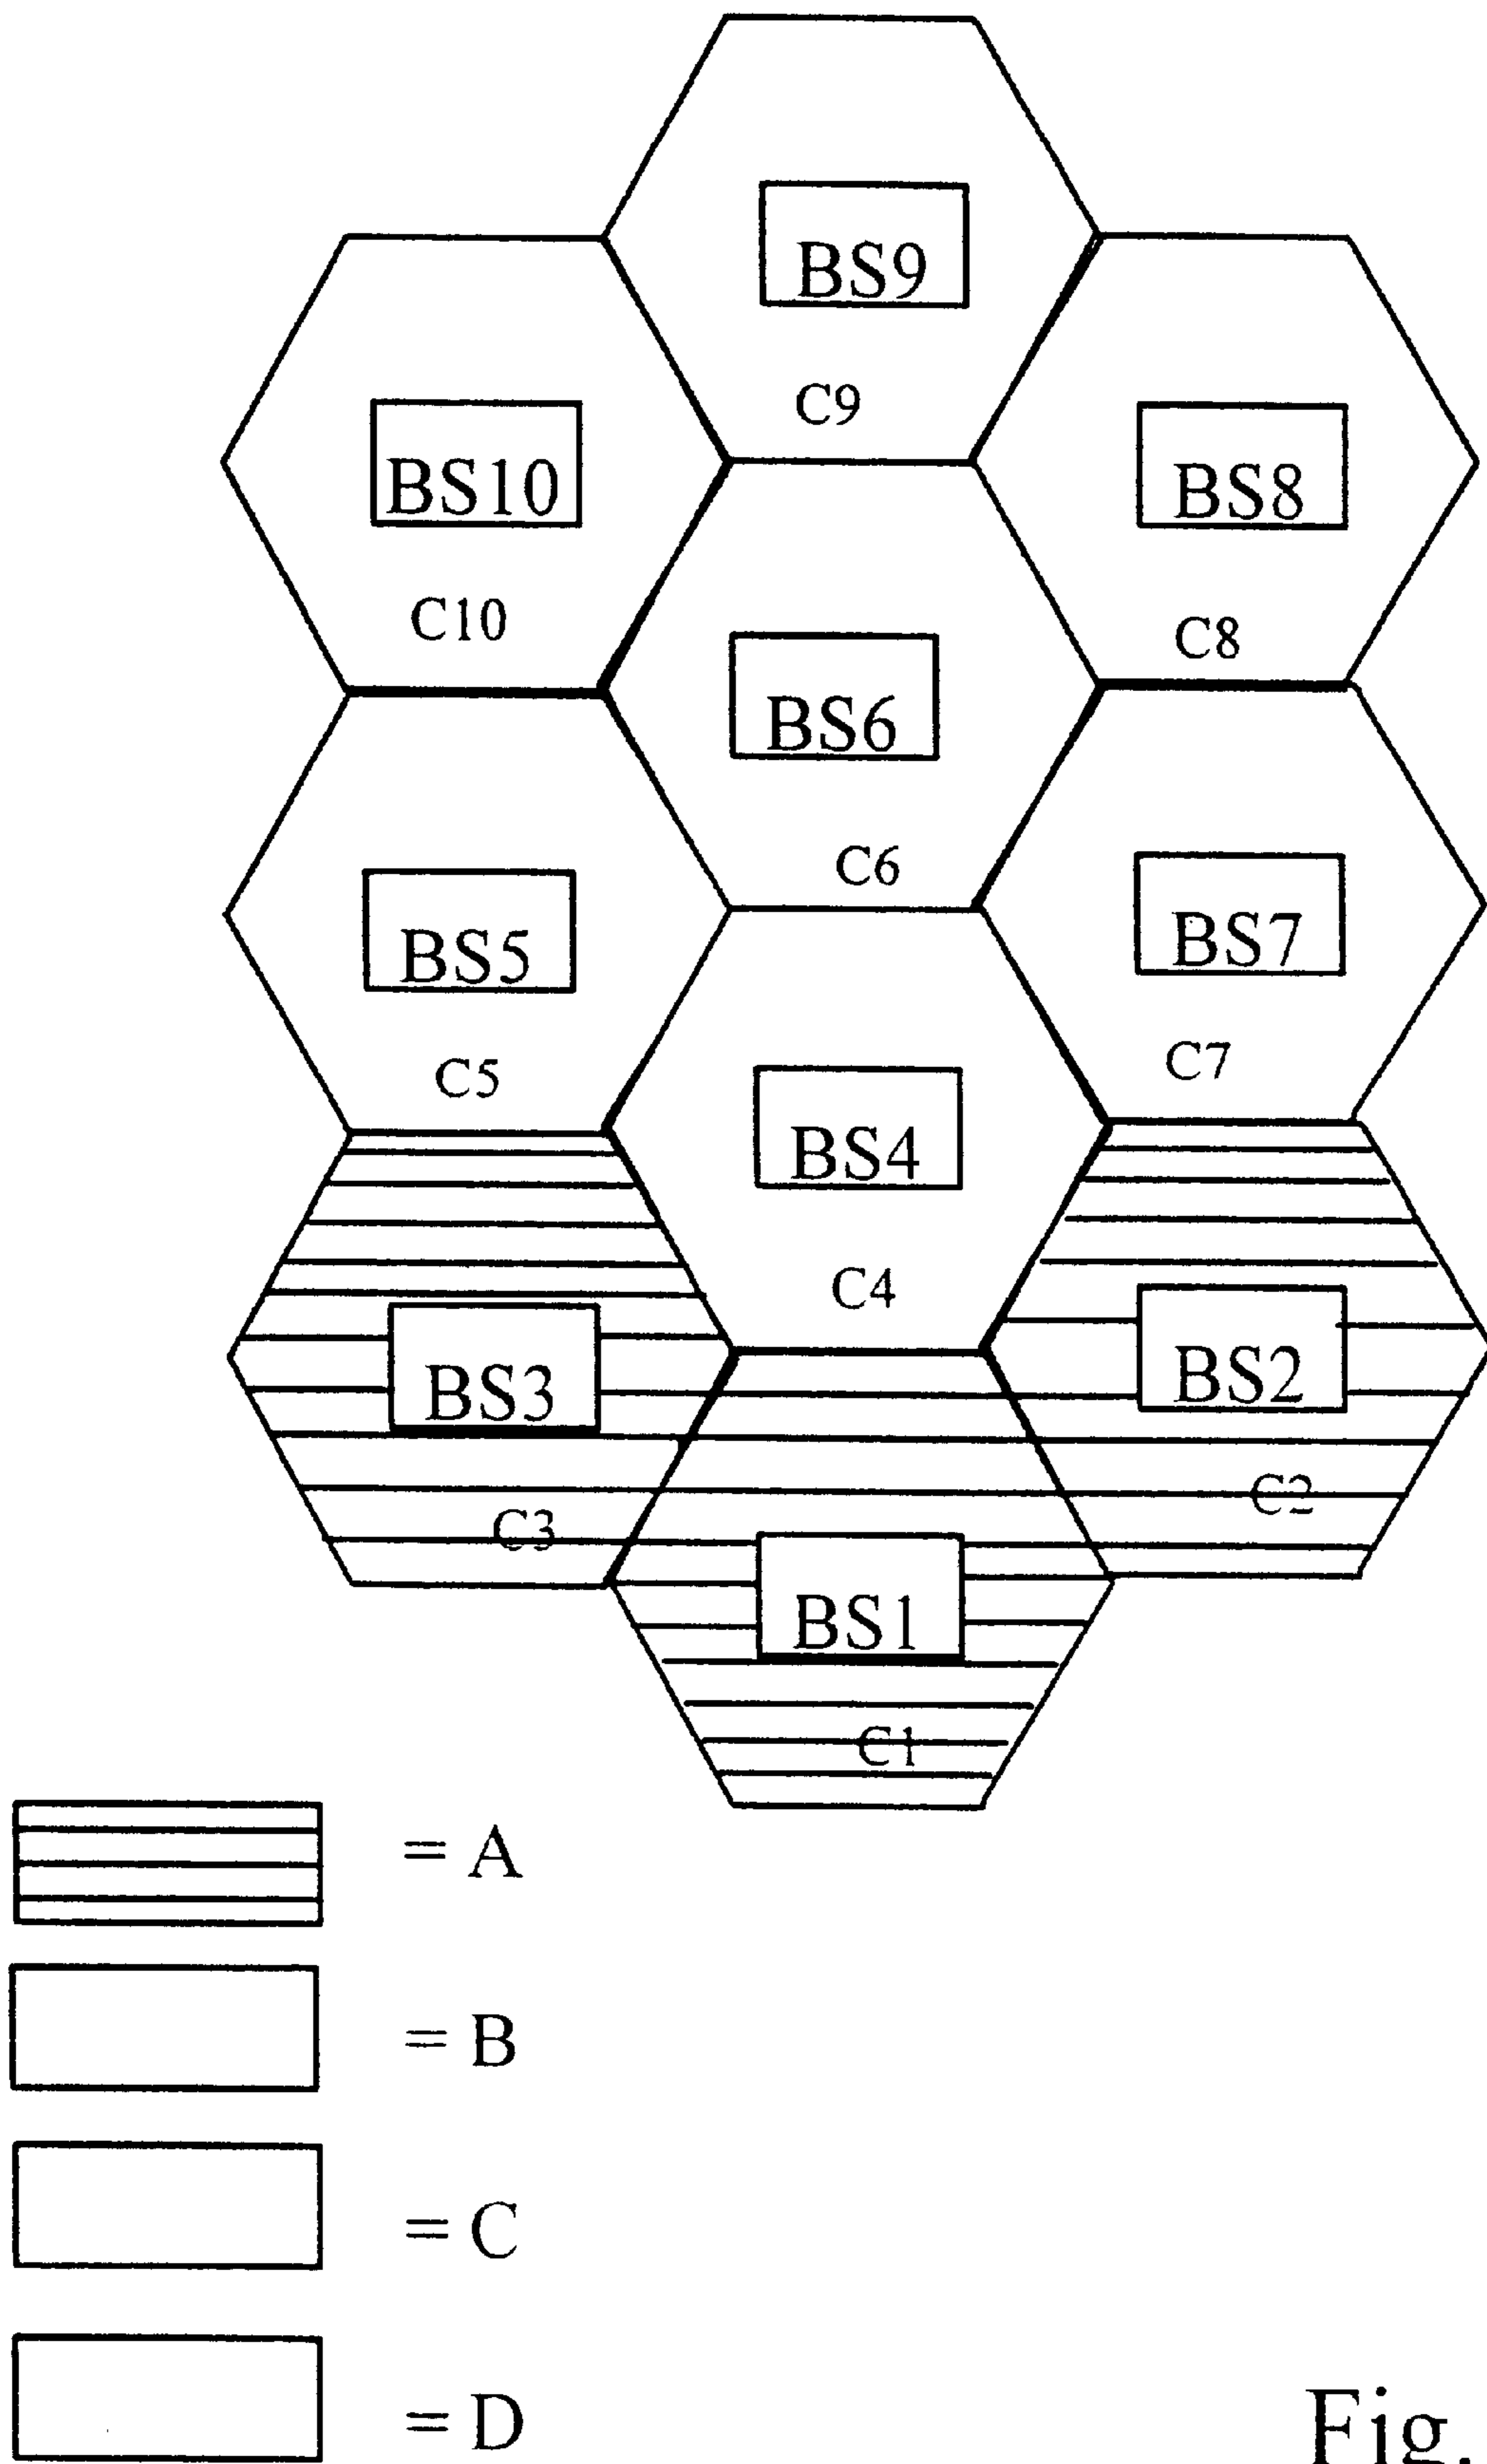 BS9
C9
BS10
C10
BS8
C8
BS6
C6
BS5
C5
BS7
C7
BS4
C4
BS3
C3
BS2
C2
BS1
C1
= A
= B
= C
= D
Fig.